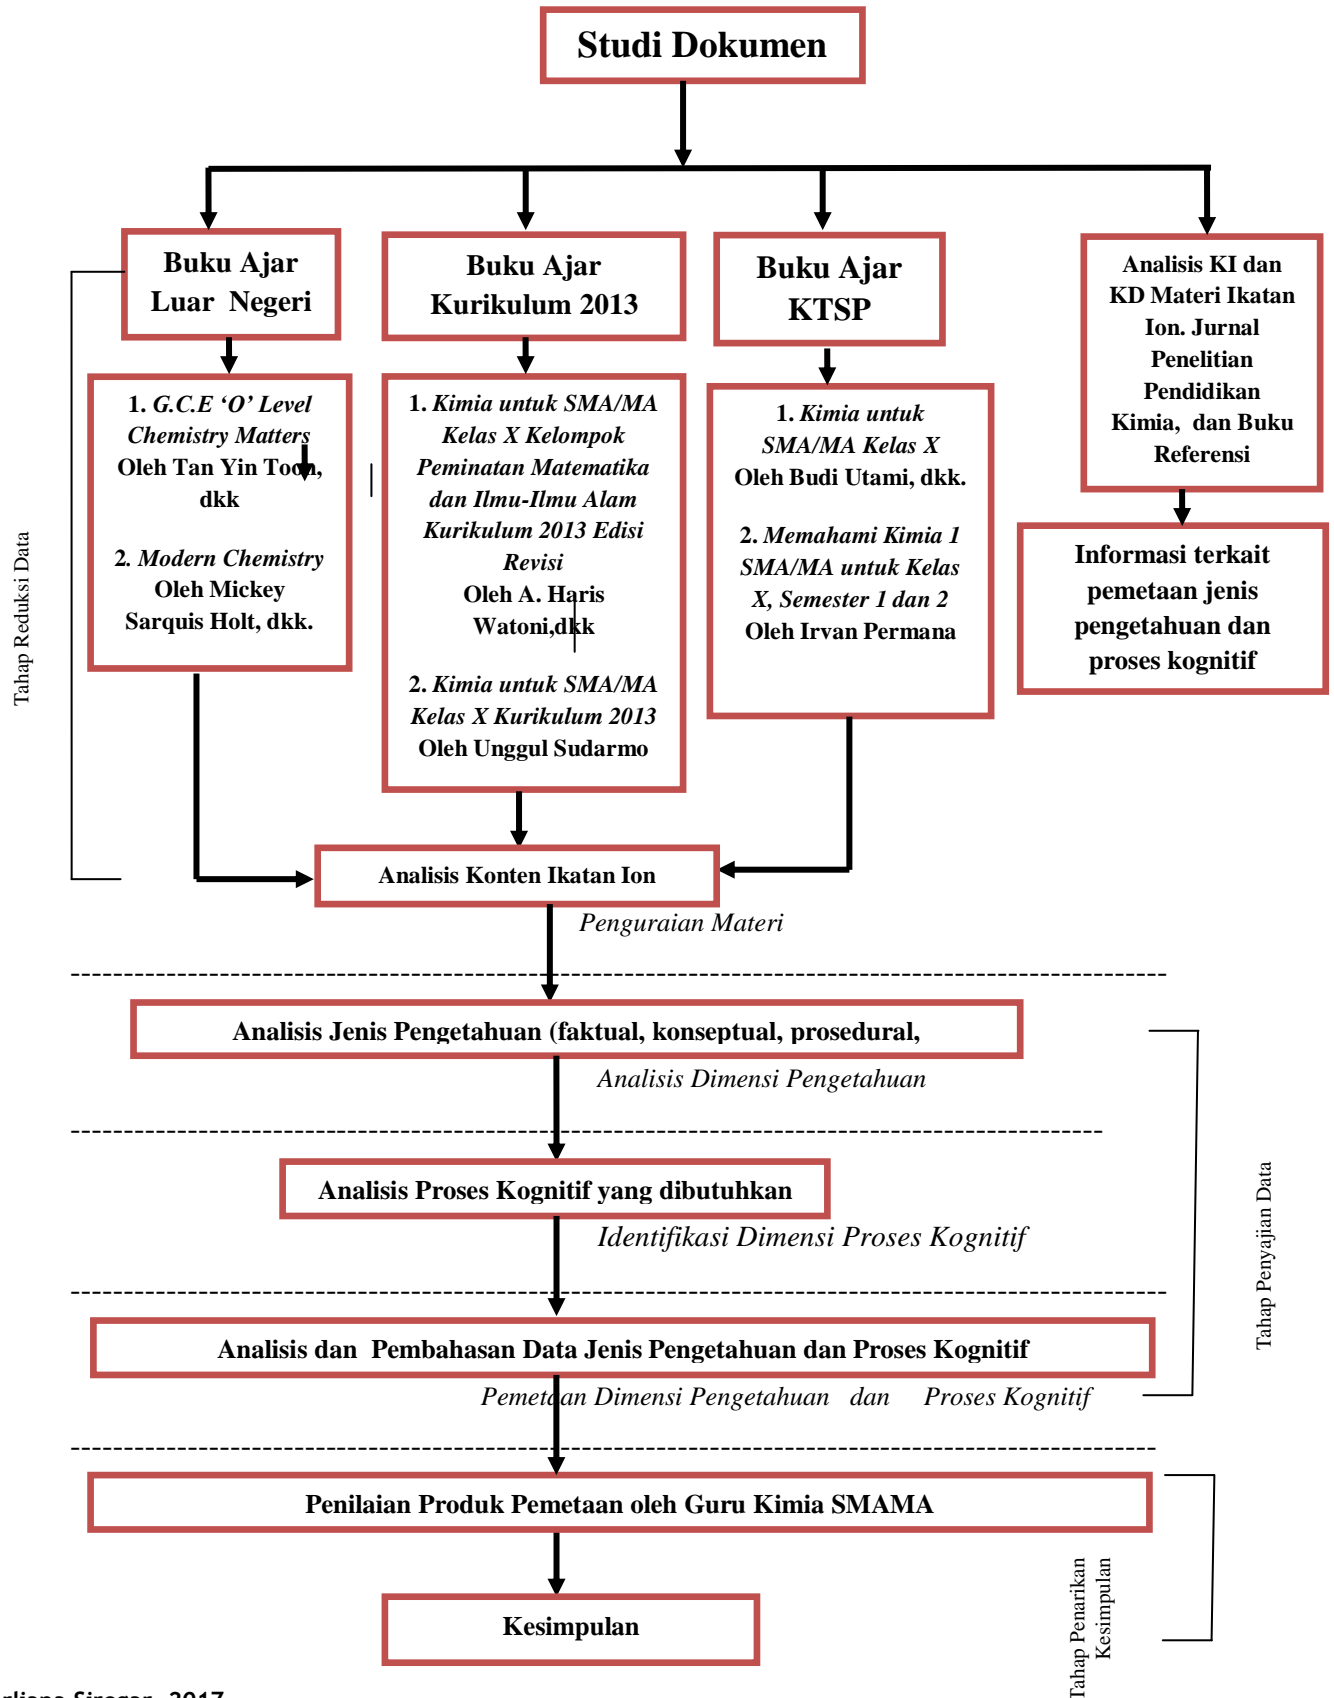 Studi Dokumen
Buku Ajar
Luar Negeri
Buku Ajar
Kurikulum 2013
Buku Ajar
KTSP
Analisis KI dan
KD Materi Ikatan
Ion. Jurnal
Penelitian
Pendidikan
Kimia, dan Buku
Referensi
1. G.C.E ‘O’ Level
Chemistry Matters
Oleh Tan Yin Toon,
dkk
2. Modern Chemistry
Oleh Mickey
Sarquis Holt, dkk.
1. Kimia untuk SMA/MA
Kelas X Kelompok
Peminatan Matematika
dan Ilmu-Ilmu Alam
Kurikulum 2013 Edisi
Revisi
Oleh A. Haris
Watoni,dkk
2. Kimia untuk SMA/MA
Kelas X Kurikulum 2013
Oleh Unggul Sudarmo
1. Kimia untuk
SMA/MA Kelas X
Oleh Budi Utami, dkk.
2. Memahami Kimia 1
SMA/MA untuk Kelas
X, Semester 1 dan 2
Oleh Irvan Permana
Informasi terkait
pemetaan jenis
pengetahuan dan
proses kognitif
Tahap Reduksi Data
Analisis Konten Ikatan Ion
Penguraian Materi
Analisis Jenis Pengetahuan (faktual, konseptual, prosedural,
Analisis Dimensi Pengetahuan
Analisis Proses Kognitif yang dibutuhkan
Identifikasi Dimensi Proses Kognitif
Tahap Penyajian Data
Analisis dan Pembahasan Data Jenis Pengetahuan dan Proses Kognitif
Pemetaan Dimensi Pengetahuan dan Proses Kognitif
Penilaian Produk Pemetaan oleh Guru Kimia SMAMA
Kesimpulan
Tahap Penarikan
Kesimpulan
Siregar, 2017